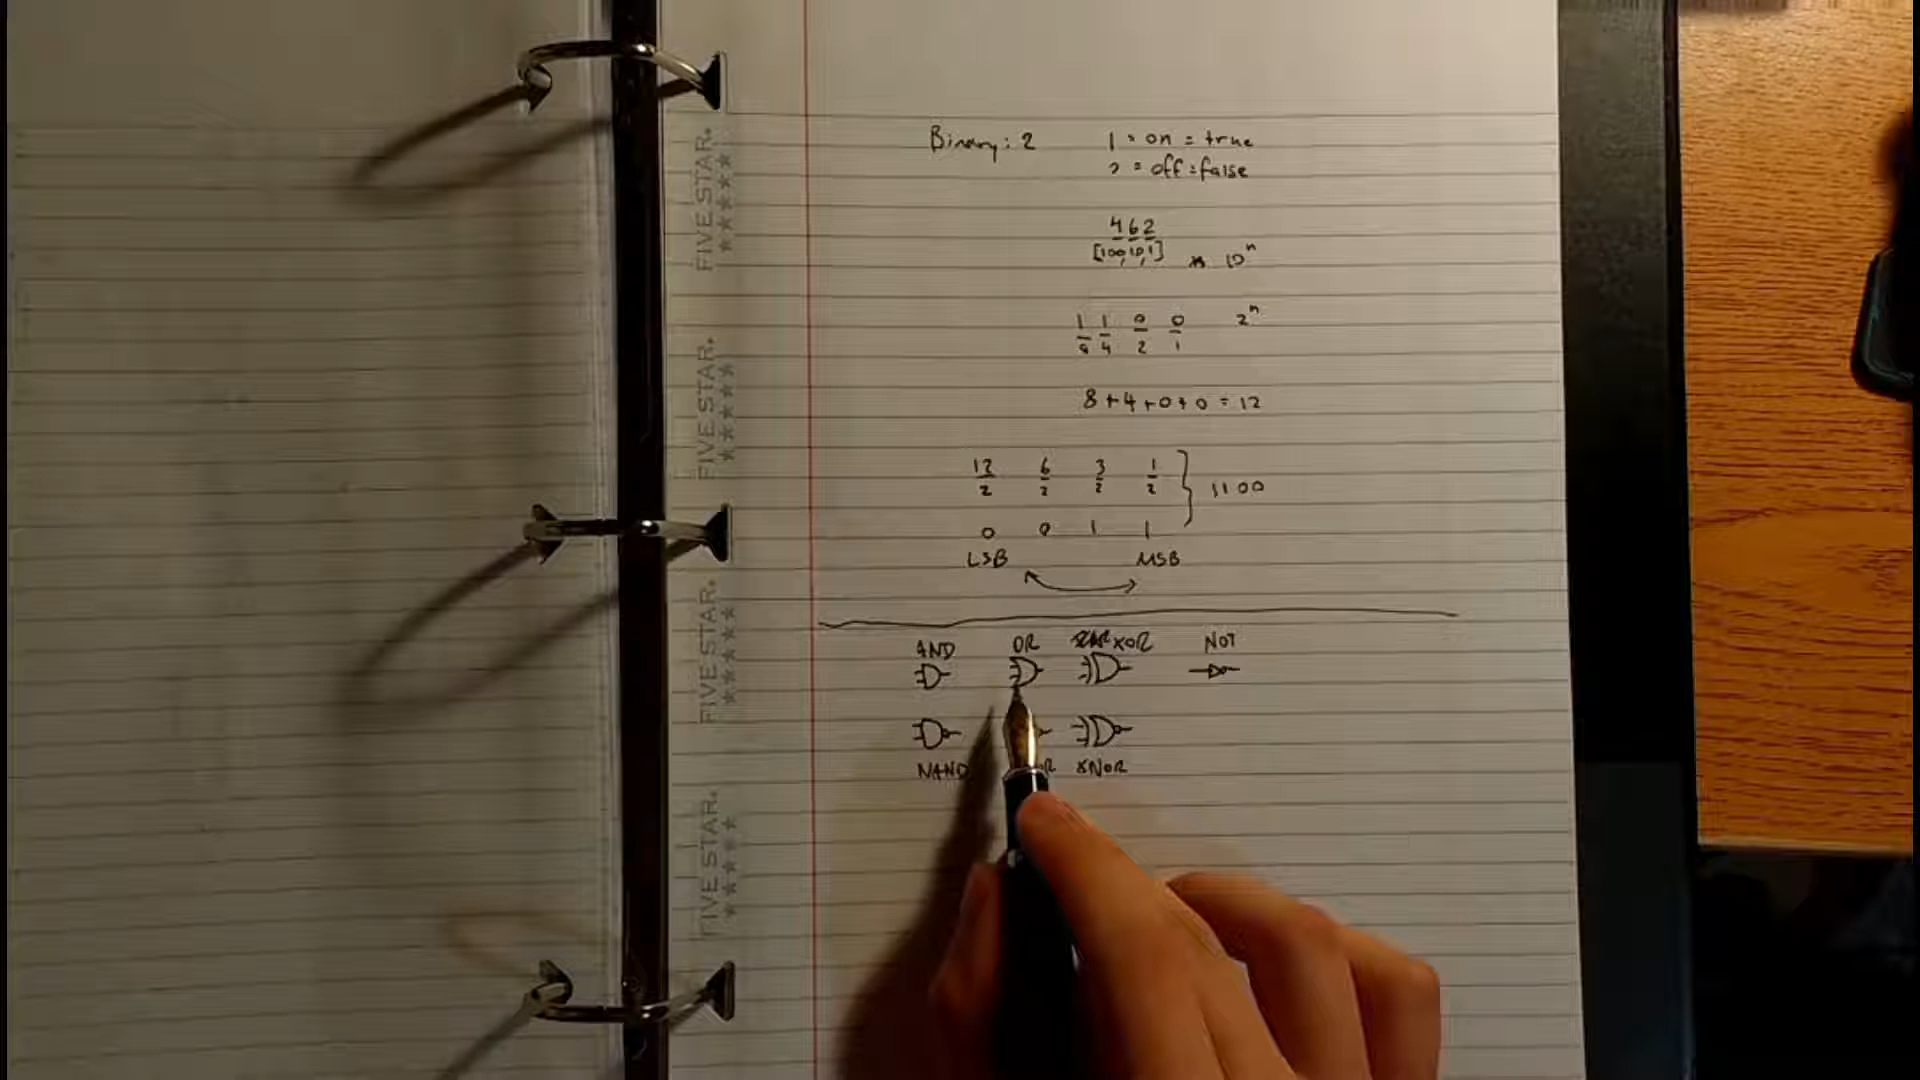 Binary: 2 1 = on = true
0 = off = false
462
[100,10,1] * 10^n
1 1 0 0 2^n
8 4 2 1
8+4+0+0 = 12
12 6 3 1
2 2 2 2 } 1100
0 0 1 1
LSB MSB
AND OR XOR NOT
NAND XNOR
FIVE STAR.
FIVE STAR.
FIVE STAR.
FIVE STAR.